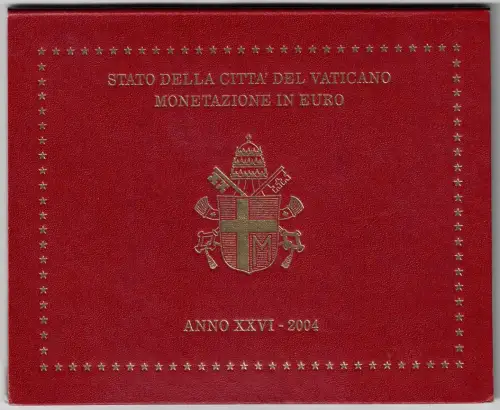 STATO DELLA CITTA' DEL VATICANO
MONETAZIONE IN EURO
M
ANNO XXVI - 2004